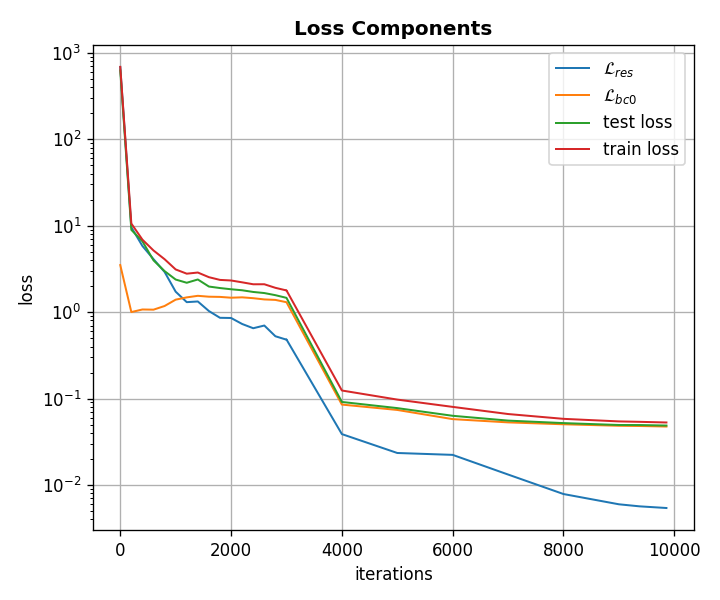 Loss Components
10³
10²
10¹
10⁰
10⁻¹
10⁻²
loss
ℒ_res
ℒ_bc0
test loss
train loss
0 2000 4000 6000 8000 10000
iterations